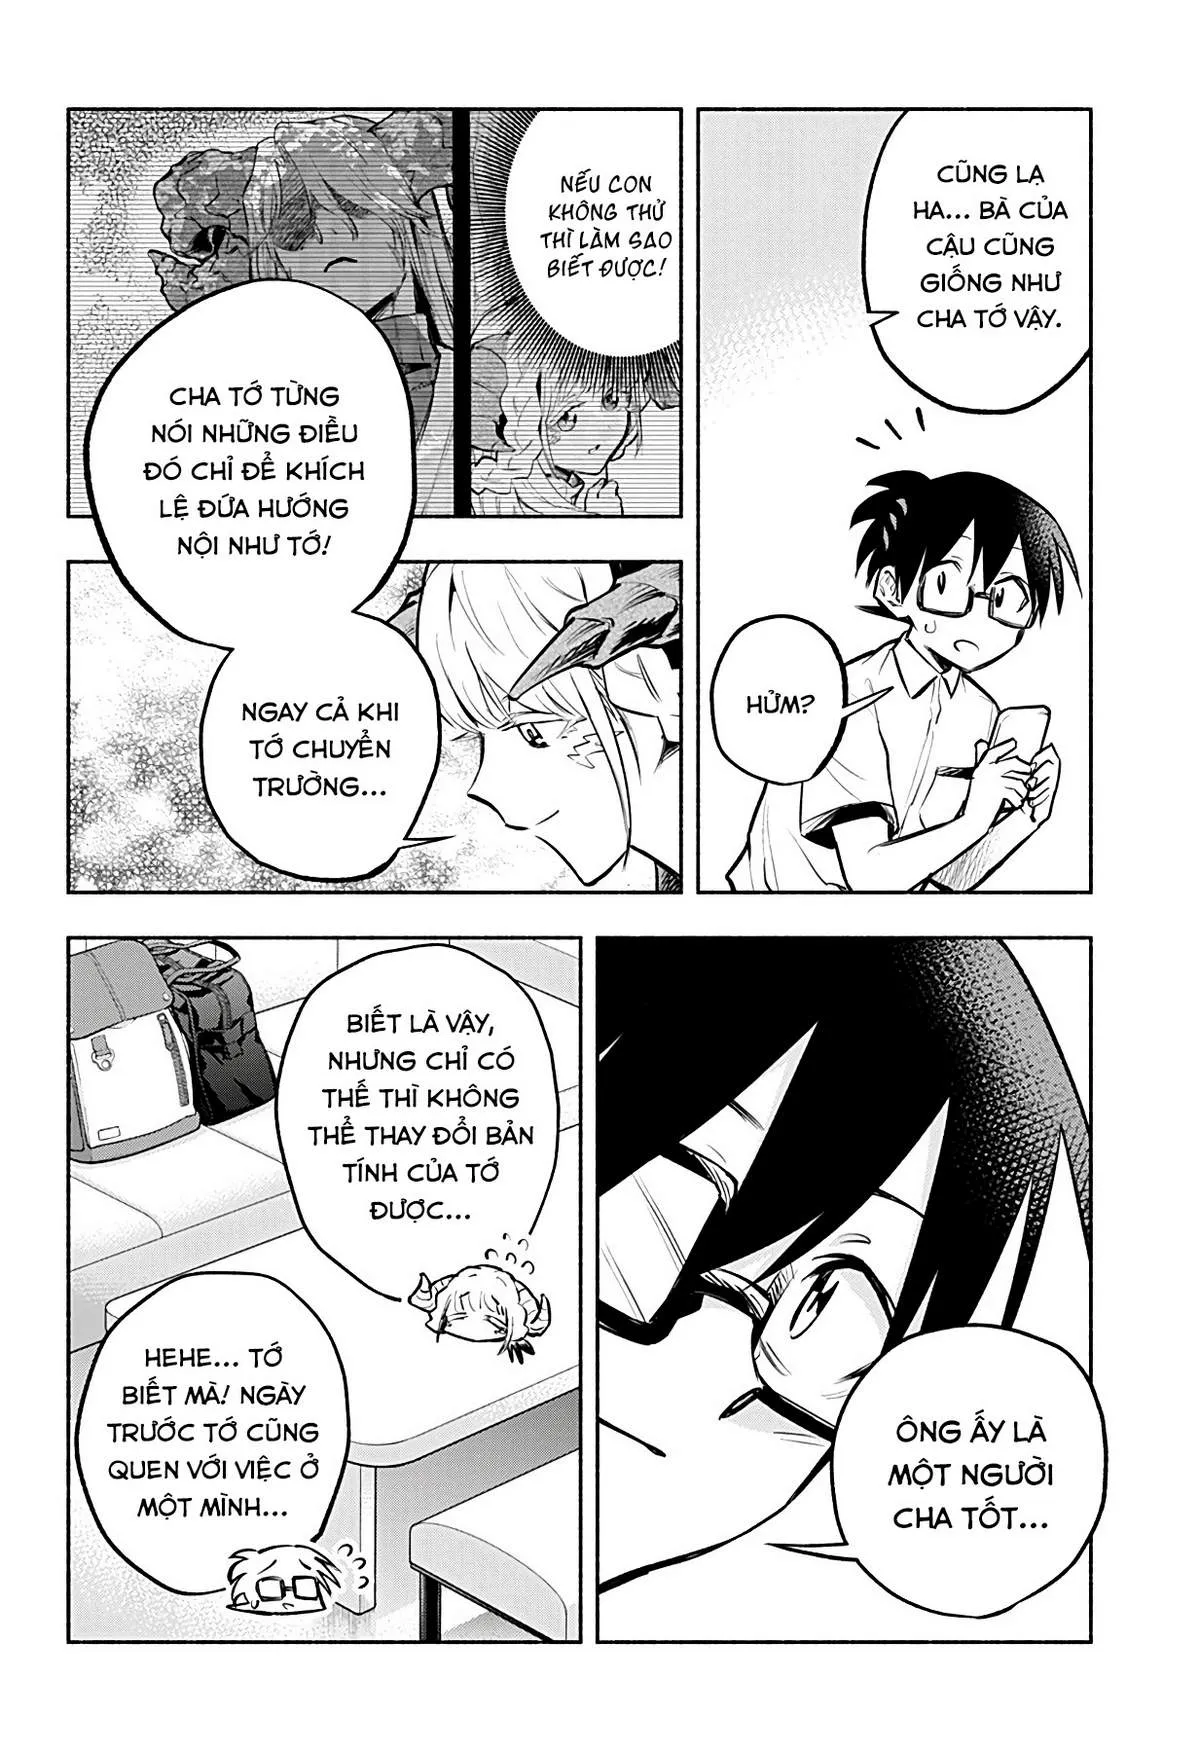 CŨNG LẠ
HA... BÀ CỦA
CẬU CŨNG
GIỐNG NHƯ
CHA TỚ VẬY.
HỬM?
NẾU CON
KHÔNG THỬ
THÌ LÀM SAO
BIẾT ĐƯỢC!
CHA TỚ TỪNG
NÓI NHỮNG ĐIỀU
ĐÓ CHỈ ĐỂ KHÍCH
LỆ ĐỨA HƯỚNG
NỘI NHƯ TỚ!
NGAY CẢ KHI
TỚ CHUYỂN
TRƯỜNG...
ÔNG ẤY LÀ
MỘT NGƯỜI
CHA TỐT...
BIẾT LÀ VẬY,
NHƯNG CHỈ CÓ
THẾ THÌ KHÔNG
THỂ THAY ĐỔI BẢN
TÍNH CỦA TỚ
ĐƯỢC...
HEHE... TỚ
BIẾT MÀ! NGÀY
TRƯỚC TỚ CŨNG
QUEN VỚI VIỆC Ở
MỘT MÌNH...